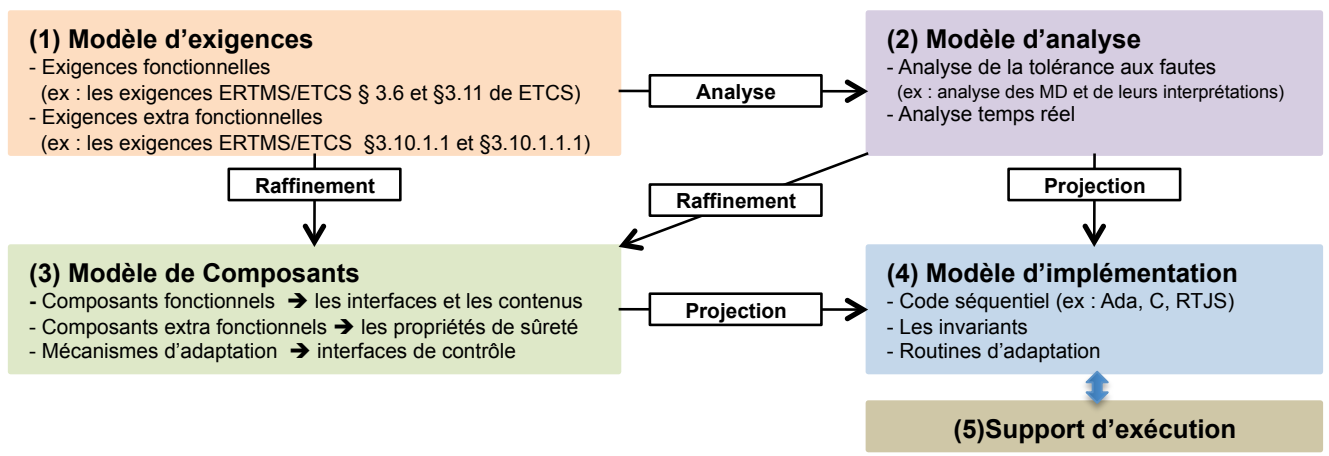 (1) Modèle d'exigences
- Exigences fonctionnelles
(ex : les exigences ERTMS/ETCS § 3.6 et §3.11 de ETCS)
- Exigences extra fonctionnelles
(ex : les exigences ERTMS/ETCS §3.10.1.1 et §3.10.1.1.1)
Analyse
(2) Modèle d'analyse
- Analyse de la tolérance aux fautes
(ex : analyse des MD et de leurs interprétations)
- Analyse temps réel
Raffinement
Raffinement
Projection
(3) Modèle de Composants
- Composants fonctionnels ➔ les interfaces et les contenus
- Composants extra fonctionnels ➔ les propriétés de sûreté
- Mécanismes d'adaptation ➔ interfaces de contrôle
Projection
(4) Modèle d'implémentation
- Code séquentiel (ex : Ada, C, RTJS)
- Les invariants
- Routines d'adaptation
(5)Support d'exécution